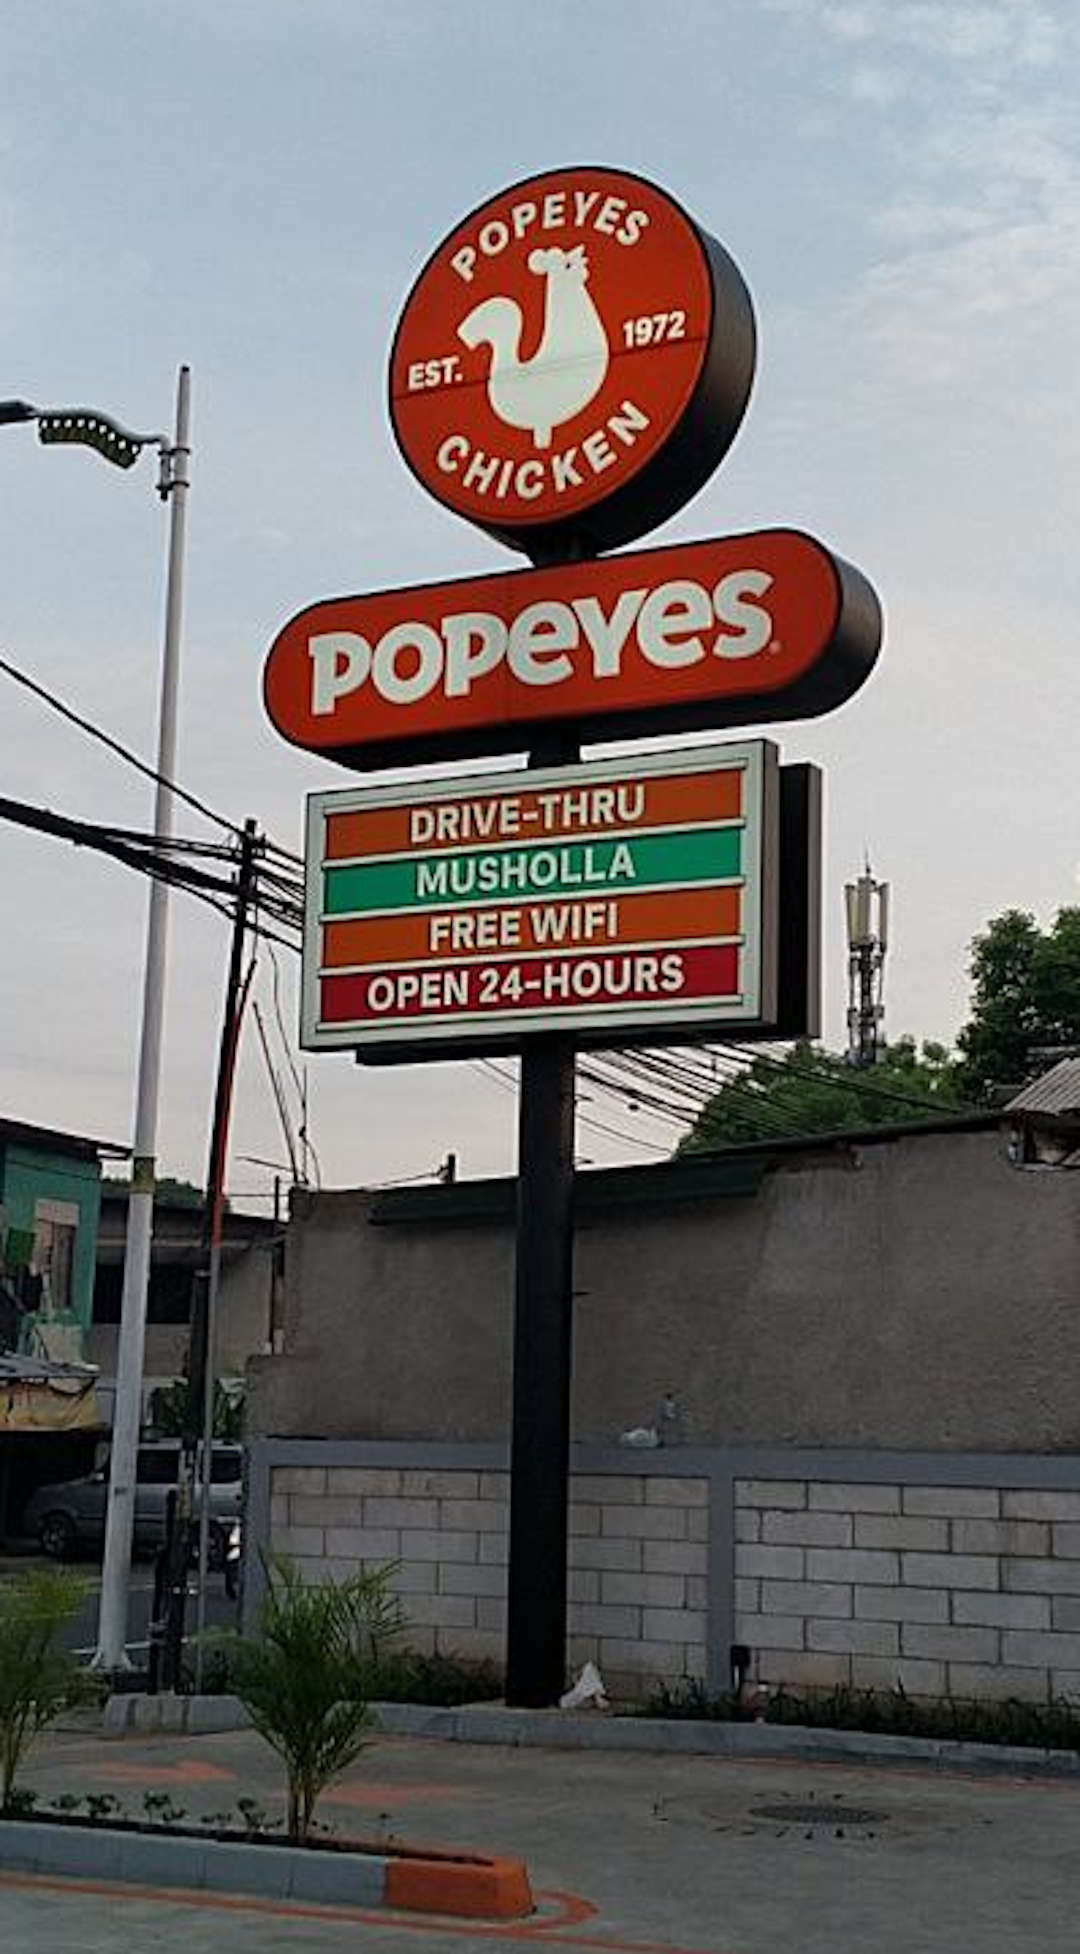 POPEYES
EST. 1972
CHICKEN
POPEYES
DRIVE-THRU
MUSHOLLA
FREE WIFI
OPEN 24-HOURS